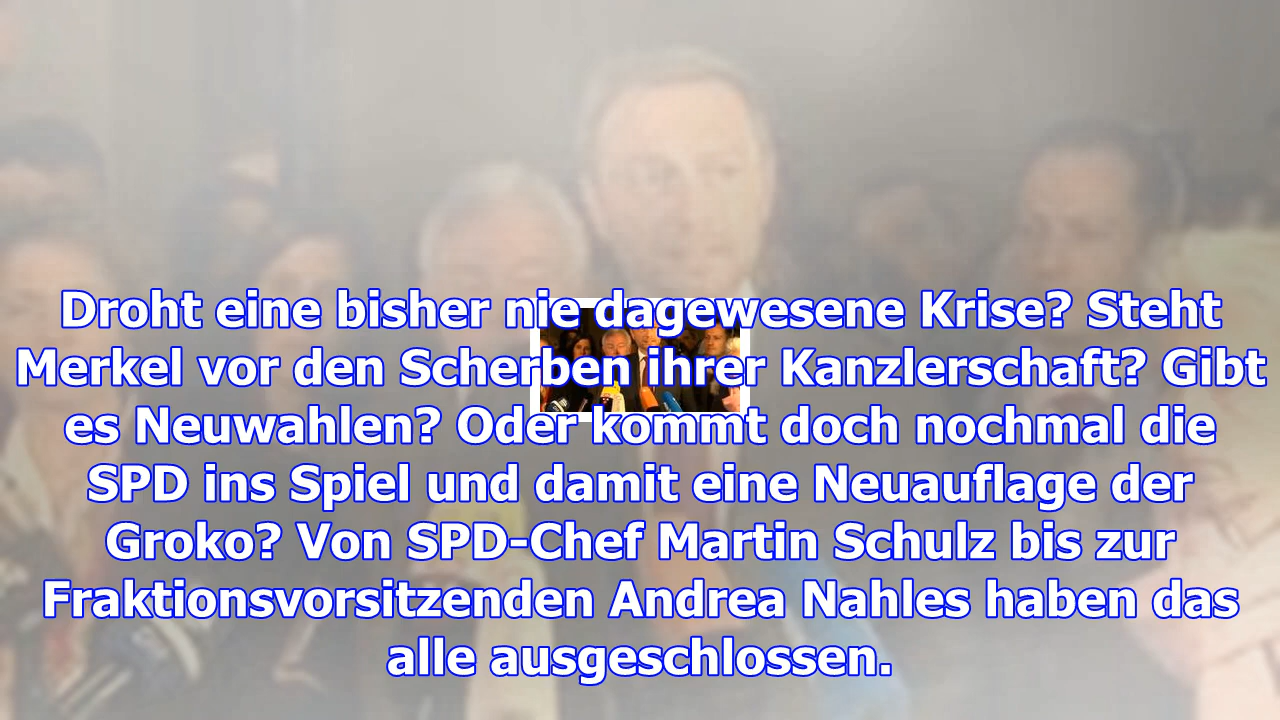 Droht eine bisher nie dagewesene Krise? Steht
Merkel vor den Scherben ihrer Kanzlerschaft? Gibt
es Neuwahlen? Oder kommt doch nochmal die
SPD ins Spiel und damit eine Neuauflage der
Groko? Von SPD-Chef Martin Schulz bis zur
Fraktionsvorsitzenden Andrea Nahles haben das
alle ausgeschlossen.